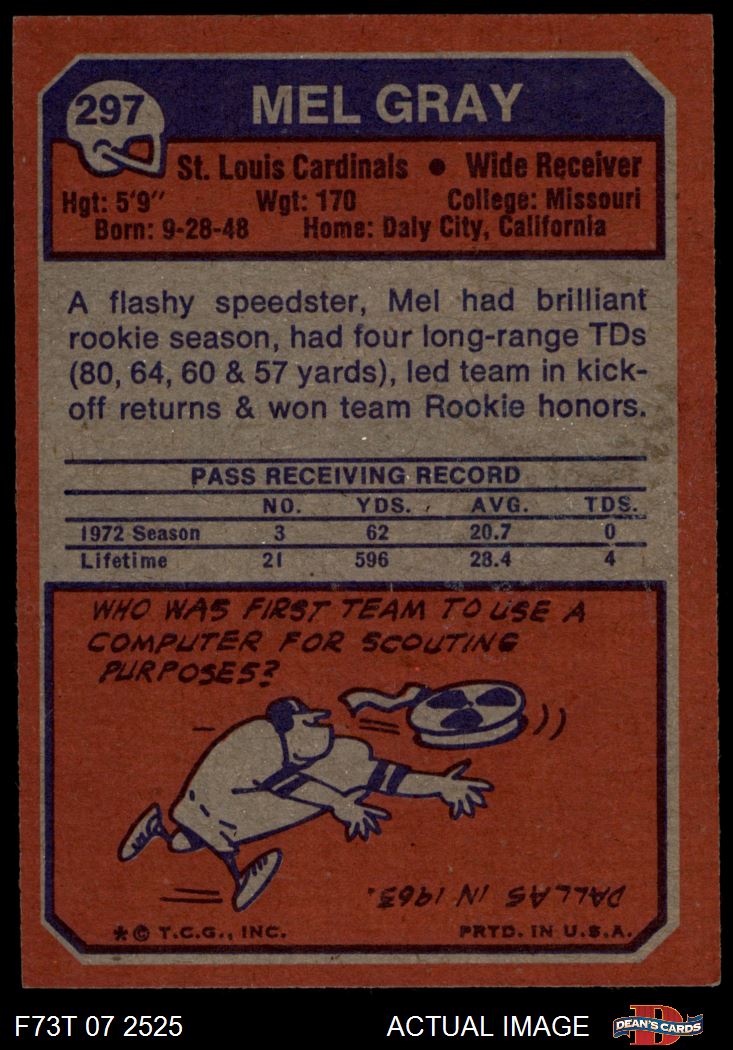 297
MEL GRAY
St. Louis Cardinals • Wide Receiver
Hgt: 5'9" Wgt: 170 College: Missouri
Born: 9-28-48 Home: Daly City, California
A flashy speedster, Mel had brilliant
rookie season, had four long-range TDs
(80, 64, 60 & 57 yards), led team in kick-
off returns & won team Rookie honors.
PASS RECEIVING RECORD
NO. YDS. AVG. TDS.
1972 Season 3 62 20.7 0
Lifetime 21 596 28.4 4
WHO WAS FIRST TEAM TO USE A
COMPUTER FOR SCOUTING
PURPOSES?
DALLAS IN 1963.
* © T.C.G., INC. PRTD. IN U.S.A.
F73T 07 2525 ACTUAL IMAGE
D
DEAN'S CARDS